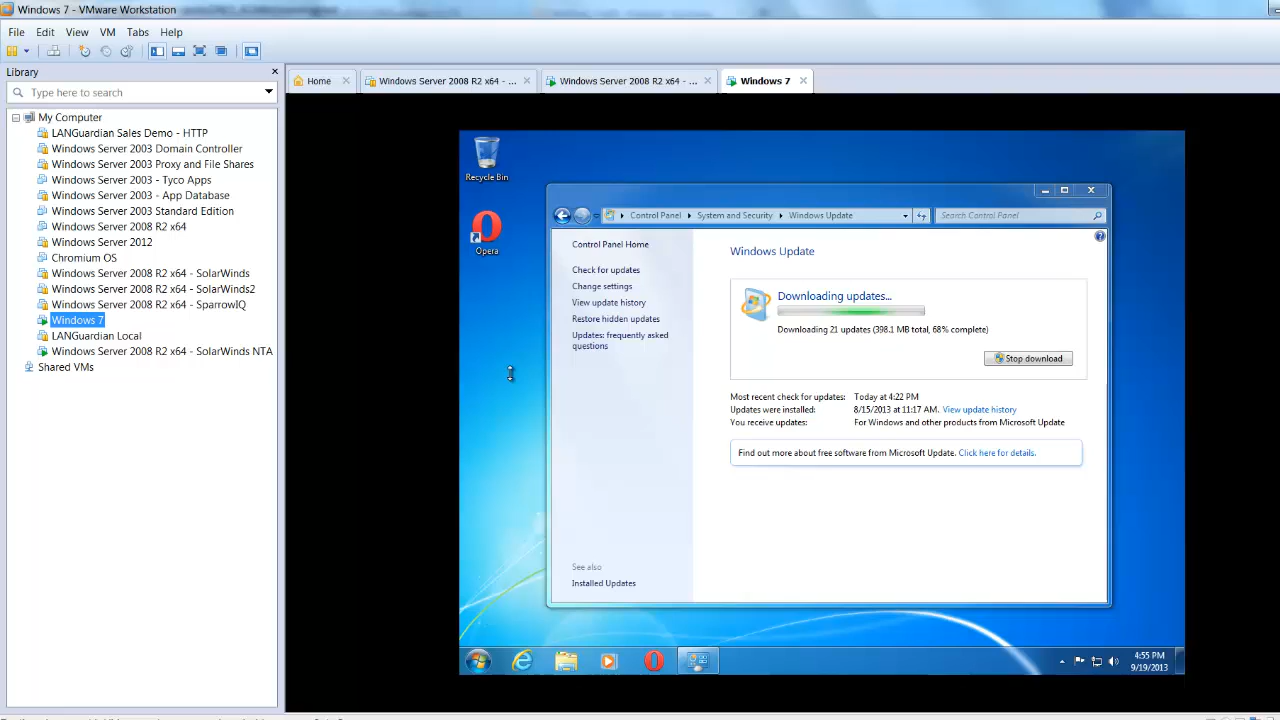 Windows 7 - VMware Workstation
File Edit View VM Tabs Help
Library
Type here to search
My Computer
LANGuardian Sales Demo - HTTP
Windows Server 2003 Domain Controller
Windows Server 2003 Proxy and File Shares
Windows Server 2003 - Tyco Apps
Windows Server 2003 - App Database
Windows Server 2003 Standard Edition
Windows Server 2008 R2 x64
Windows Server 2012
Chromium OS
Windows Server 2008 R2 x64 - SolarWinds
Windows Server 2008 R2 x64 - SolarWinds2
Windows Server 2008 R2 x64 - SparrowIQ
Windows 7
LANGuardian Local
Windows Server 2008 R2 x64 - SolarWinds NTA
Shared VMs
Home Windows Server 2008 R2 x64 - ... Windows Server 2008 R2 x64 - ... Windows 7
Recycle Bin
Opera
Control Panel System and Security Windows Update Search Control Panel
Control Panel Home
Check for updates
Change settings
View update history
Restore hidden updates
Updates: frequently asked
questions
See also
Installed Updates
Windows Update
Downloading updates...
Downloading 21 updates (398.1 MB total, 68% complete)
Stop download
Most recent check for updates: Today at 4:22 PM
Updates were installed: 8/15/2013 at 11:17 AM. View update history
You receive updates: For Windows and other products from Microsoft Update
Find out more about free software from Microsoft Update. Click here for details.
4:55 PM
9/19/2013